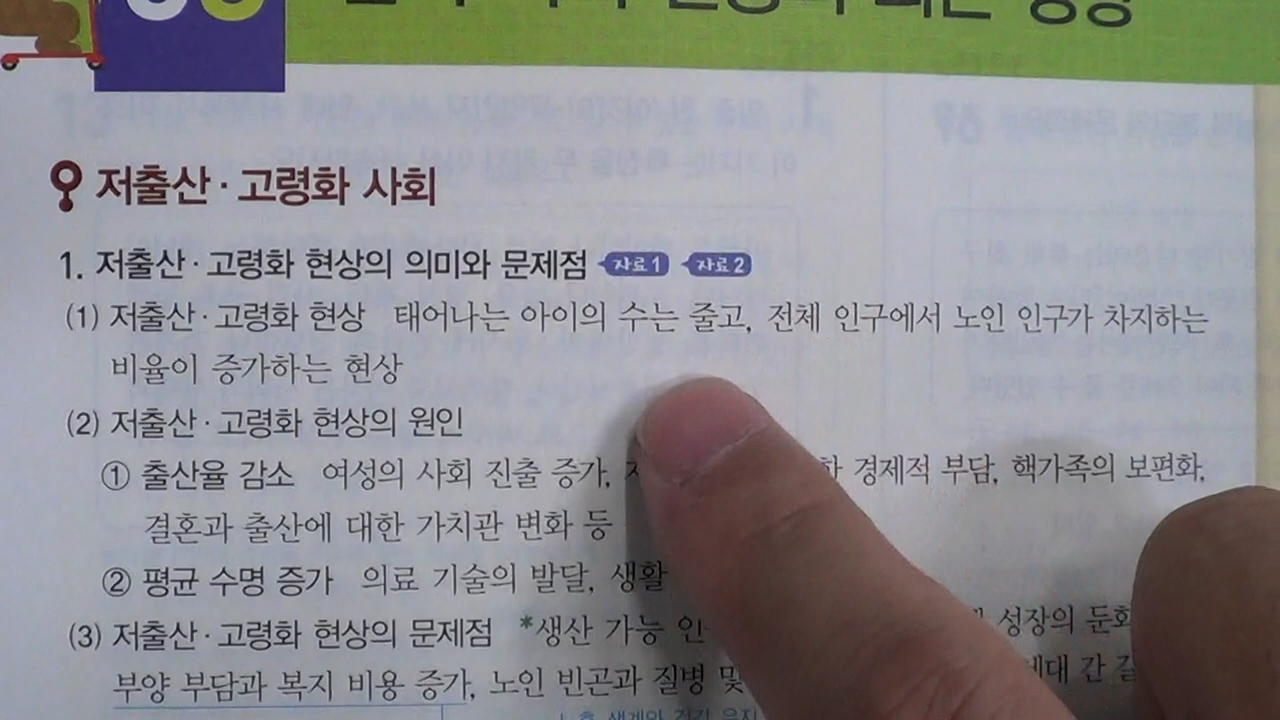 저출산·고령화 사회
1. 저출산·고령화 현상의 의미와 문제점 자료1 자료2
(1) 저출산·고령화 현상 태어나는 아이의 수는 줄고, 전체 인구에서 노인 인구가 차지하는
비율이 증가하는 현상
(2) 저출산·고령화 현상의 원인
① 출산율 감소 여성의 사회 진출 증가, 경제적 부담, 핵가족의 보편화,
결혼과 출산에 대한 가치관 변화 등
② 평균 수명 증가 의료 기술의 발달, 생활
(3) 저출산·고령화 현상의 문제점 *생산 가능 인 성장의 둔화
부양 부담과 복지 비용 증가, 노인 빈곤과 질병 및 간